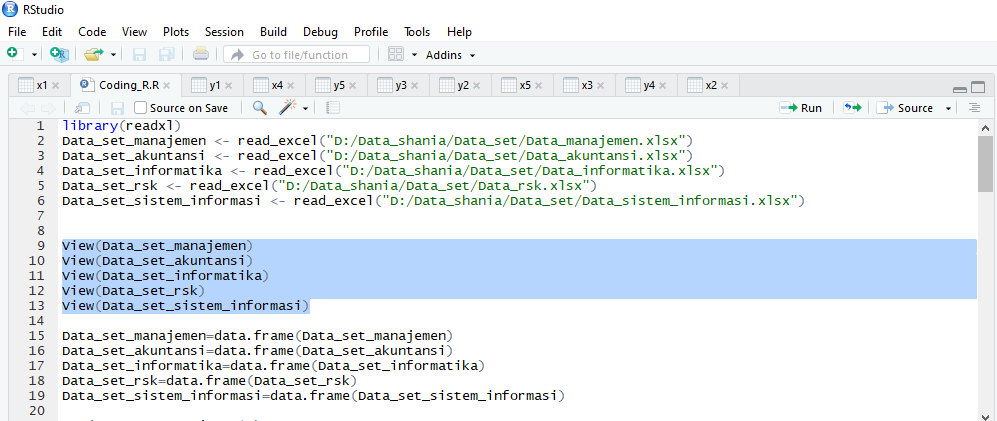 RStudio
File Edit Code View Plots Session Build Debug Profile Tools Help
Go to file/function Addins
x1 Coding_R.R y1 x4 y5 y3 y2 x5 x3 y4 x2
Source on Save Run Source
1 library(readxl)
2 Data_set_manajemen <- read_excel("D:/Data_shania/Data_set/Data_manajemen.xlsx")
3 Data_set_akuntansi <- read_excel("D:/Data_shania/Data_set/Data_akuntansi.xlsx")
4 Data_set_informatika <- read_excel("D:/Data_shania/Data_set/Data_informatika.xlsx")
5 Data_set_rsk <- read_excel("D:/Data_shania/Data_set/Data_rsk.xlsx")
6 Data_set_sistem_informasi <- read_excel("D:/Data_shania/Data_set/Data_sistem_informasi.xlsx")
7
8
9 View(Data_set_manajemen)
10 View(Data_set_akuntansi)
11 View(Data_set_informatika)
12 View(Data_set_rsk)
13 View(Data_set_sistem_informasi)
14
15 Data_set_manajemen=data.frame(Data_set_manajemen)
16 Data_set_akuntansi=data.frame(Data_set_akuntansi)
17 Data_set_informatika=data.frame(Data_set_informatika)
18 Data_set_rsk=data.frame(Data_set_rsk)
19 Data_set_sistem_informasi=data.frame(Data_set_sistem_informasi)
20